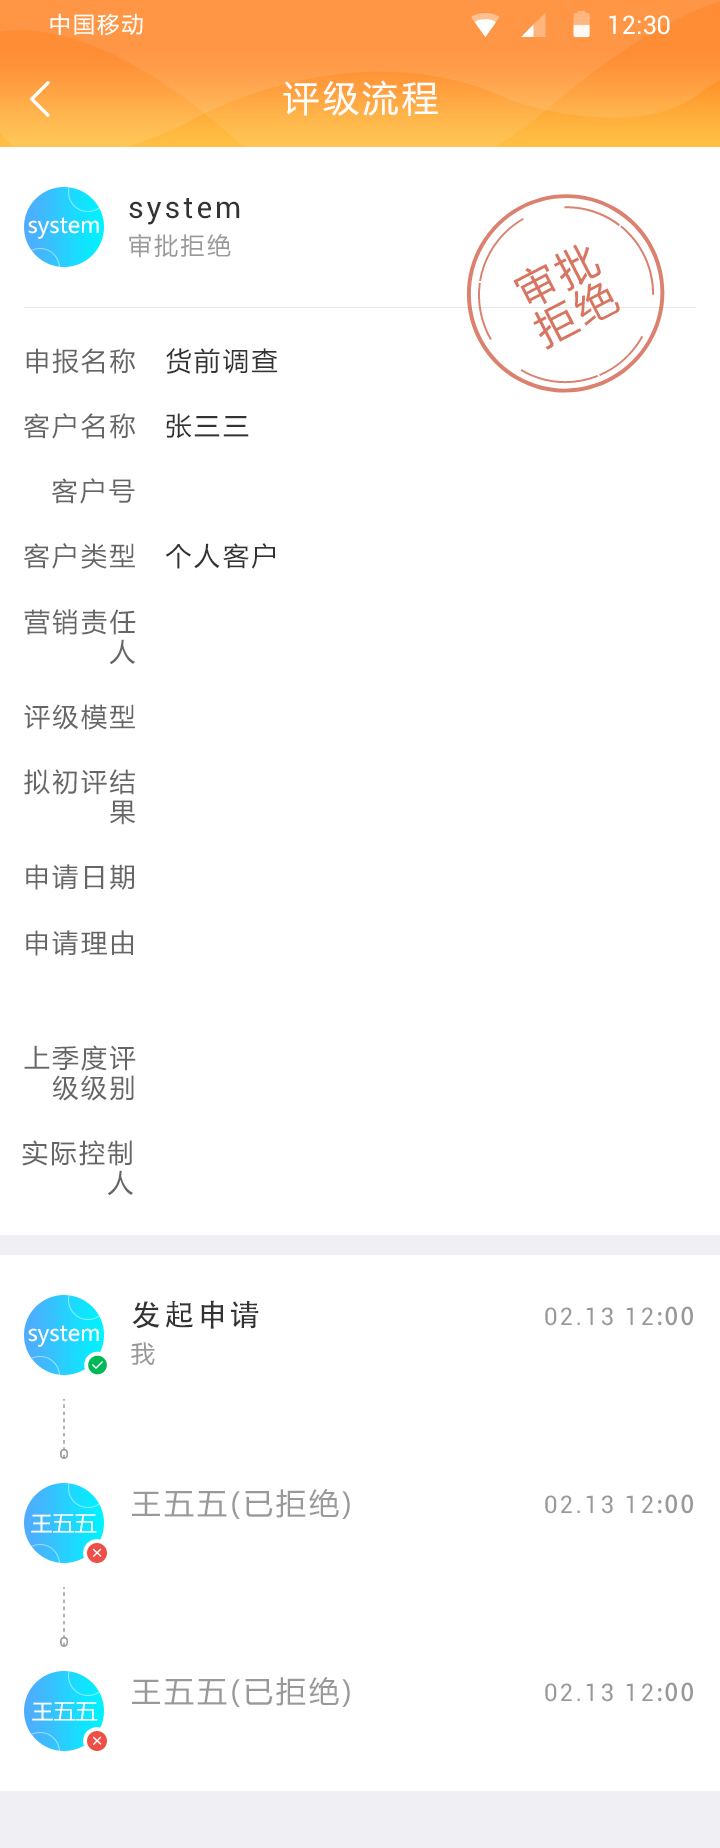 中国移动
12:30
评级流程
system
system
审批拒绝
审批
拒绝
申报名称 货前调查
客户名称 张三三
客户号
客户类型 个人客户
营销责任
人
评级模型
拟初评结
果
申请日期
申请理由
上季度评
级级别
实际控制
人
system
发起申请 02.13 12:00
我
王五五
王五五(已拒绝) 02.13 12:00
王五五
王五五(已拒绝) 02.13 12:00